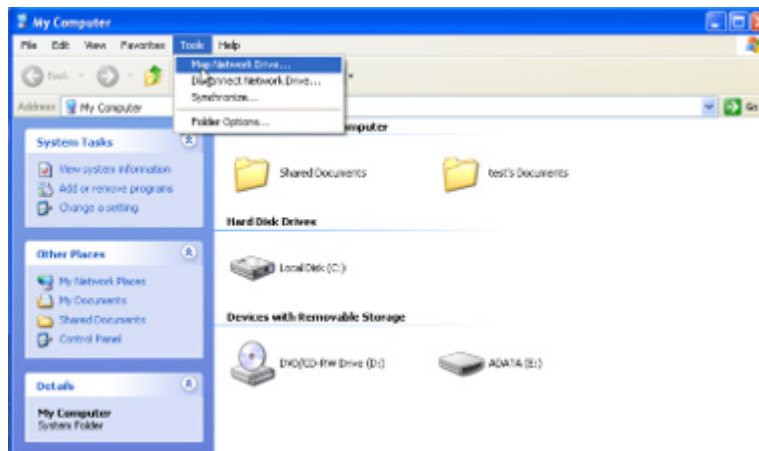 My Computer
File Edit View Favorites Tools Help
Map Network Drive...
Back
Disconnect Network Drive...
Synchronize...
Address My Computer Go
Folder Options...
mputer
System Tasks
View system information
Add or remove programs
Change a setting
Shared Documents test's Documents
Hard Disk Drives
Other Places
My Network Places
My Documents
Shared Documents
Control Panel
Local Disk (C:)
Devices with Removable Storage
DVD/CD-RW Drive (D:) ADATA (E:)
Details
My Computer
System Folder